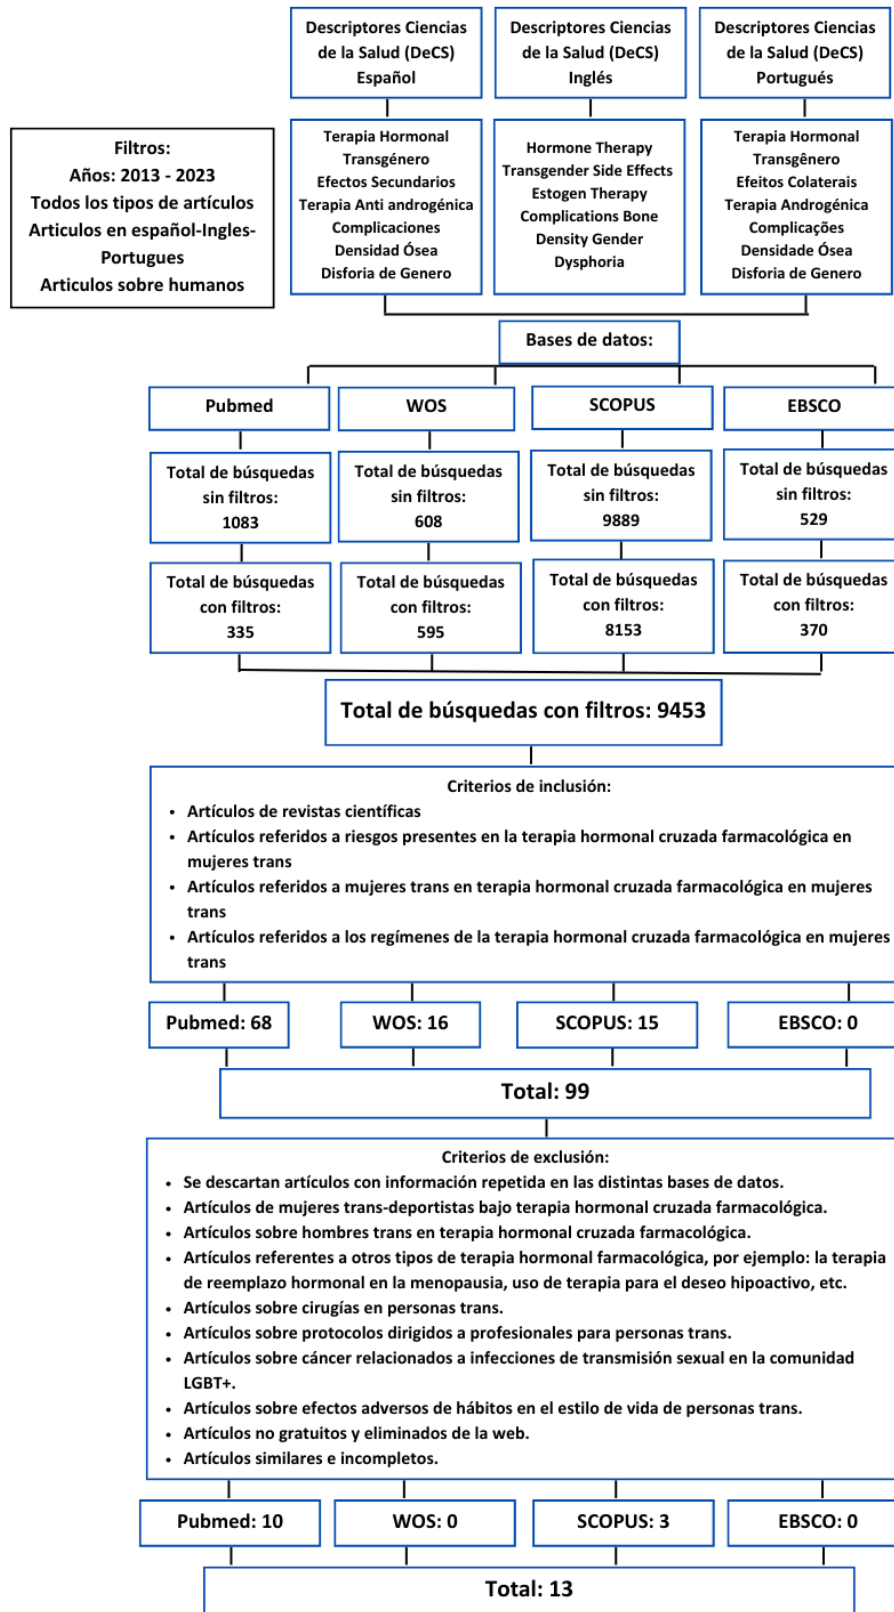 Descriptores Ciencias
de la Salud (DeCS)
Español
Descriptores Ciencias
de la Salud (DeCS)
Inglés
Descriptores Ciencias
de la Salud (DeCS)
Portugués
Filtros:
Años: 2013 - 2023
Todos los tipos de artículos
Articulos en español-Ingles-
Portugues
Articulos sobre humanos
Terapia Hormonal
Transgénero
Efectos Secundarios
Terapia Anti androgénica
Complicaciones
Densidad Ósea
Disforia de Genero
Hormone Therapy
Transgender Side Effects
Estogen Therapy
Complications Bone
Density Gender
Dysphoria
Terapia Hormonal
Transgênero
Efeitos Colaterais
Terapia Androgénica
Complicações
Densidade Ósea
Disforia de Genero
Bases de datos:
Pubmed
WOS
SCOPUS
EBSCO
Total de búsquedas
sin filtros:
1083
Total de búsquedas
sin filtros:
608
Total de búsquedas
sin filtros:
9889
Total de búsquedas
sin filtros:
529
Total de búsquedas
con filtros:
335
Total de búsquedas
con filtros:
595
Total de búsquedas
con filtros:
8153
Total de búsquedas
con filtros:
370
Total de búsquedas con filtros: 9453
Criterios de inclusión:
• Artículos de revistas científicas
• Artículos referidos a riesgos presentes en la terapia hormonal cruzada farmacológica en
mujeres trans
• Artículos referidos a mujeres trans en terapia hormonal cruzada farmacológica en mujeres
trans
• Artículos referidos a los regímenes de la terapia hormonal cruzada farmacológica en mujeres
trans
Pubmed: 68
WOS: 16
SCOPUS: 15
EBSCO: 0
Total: 99
Criterios de exclusión:
• Se descartan artículos con información repetida en las distintas bases de datos.
• Artículos de mujeres trans-deportistas bajo terapia hormonal cruzada farmacológica.
• Artículos sobre hombres trans en terapia hormonal cruzada farmacológica.
• Artículos referentes a otros tipos de terapia hormonal farmacológica, por ejemplo: la terapia
de reemplazo hormonal en la menopausia, uso de terapia para el deseo hipoactivo, etc.
• Artículos sobre cirugías en personas trans.
• Artículos sobre protocolos dirigidos a profesionales para personas trans.
• Artículos sobre cáncer relacionados a infecciones de transmisión sexual en la comunidad
LGBT+.
• Artículos sobre efectos adversos de hábitos en el estilo de vida de personas trans.
• Artículos no gratuitos y eliminados de la web.
• Artículos similares e incompletos.
Pubmed: 10
WOS: 0
SCOPUS: 3
EBSCO: 0
Total: 13